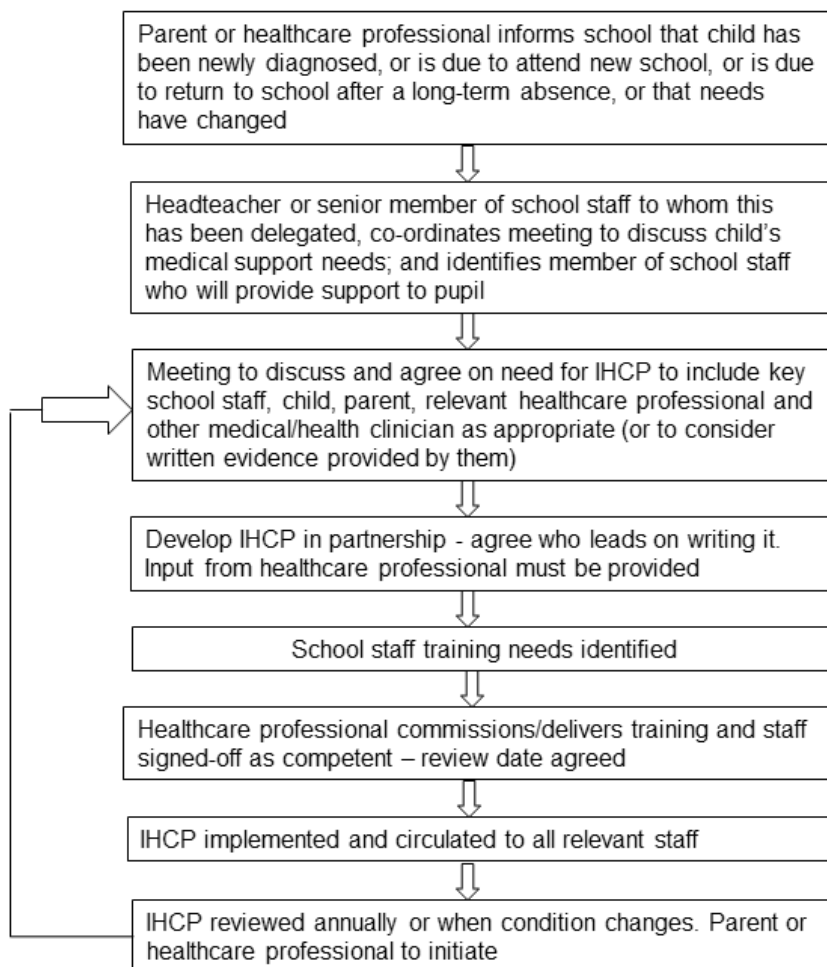 Parent or healthcare professional informs school that child has
been newly diagnosed, or is due to attend new school, or is due
to return to school after a long-term absence, or that needs
have changed
Headteacher or senior member of school staff to whom this
has been delegated, co-ordinates meeting to discuss child's
medical support needs; and identifies member of school staff
who will provide support to pupil
Meeting to discuss and agree on need for IHCP to include key
school staff, child, parent, relevant healthcare professional and
other medical/health clinician as appropriate (or to consider
written evidence provided by them)
Develop IHCP in partnership - agree who leads on writing it.
Input from healthcare professional must be provided
School staff training needs identified
Healthcare professional commissions/delivers training and staff
signed-off as competent – review date agreed
IHCP implemented and circulated to all relevant staff
IHCP reviewed annually or when condition changes. Parent or
healthcare professional to initiate